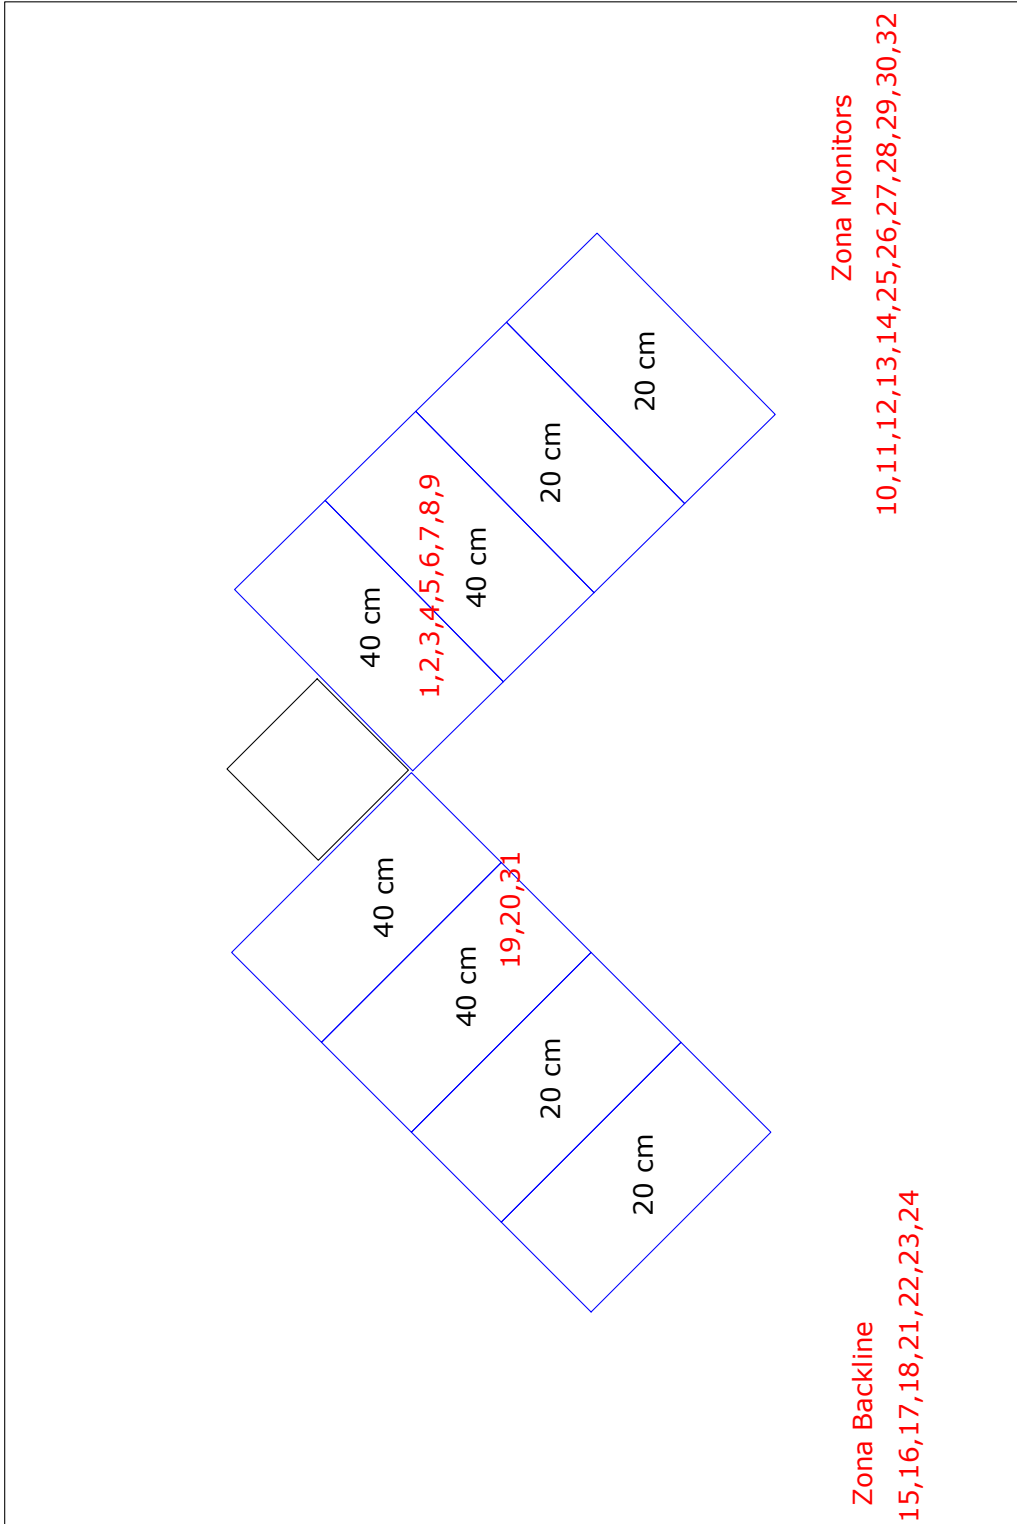 40 cm
40 cm
1,2,3,4,5,6,7,8,9
40 cm
40 cm
19,20,31
20 cm
20 cm
20 cm
20 cm
Zona Backline
15,16,17,18,21,22,23,24
Zona Monitors
10,11,12,13,14,25,26,27,28,29,30,32